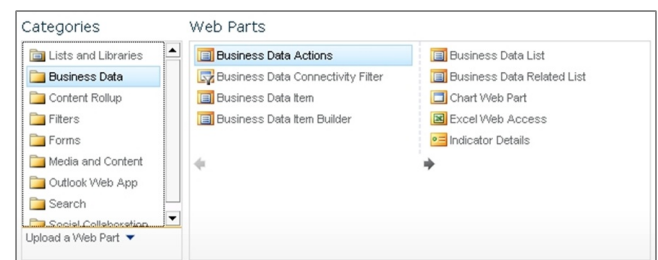 Categories
Web Parts
Lists and Libraries
Business Data
Content Rollup
Filters
Forms
Media and Content
Outlook Web App
Search
Social Collaboration
Upload a Web Part
Business Data Actions
Business Data Connectivity Filter
Business Data Item
Business Data Item Builder
Business Data List
Business Data Related List
Chart Web Part
Excel Web Access
Indicator Details